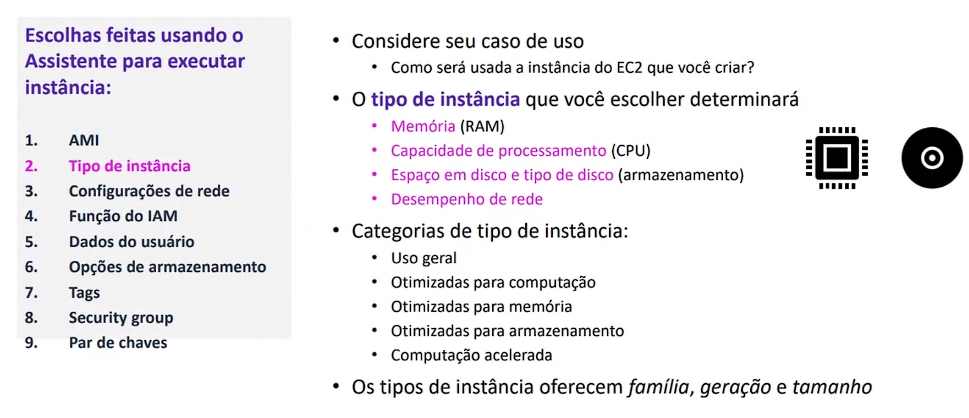 Escolhas feitas usando o
Assistente para executar
instância:
1. AMI
2. Tipo de instância
3. Configurações de rede
4. Função do IAM
5. Dados do usuário
6. Opções de armazenamento
7. Tags
8. Security group
9. Par de chaves
• Considere seu caso de uso
• Como será usada a instância do EC2 que você criar?
• O tipo de instância que você escolher determinará
• Memória (RAM)
• Capacidade de processamento (CPU)
• Espaço em disco e tipo de disco (armazenamento)
• Desempenho de rede
• Categorias de tipo de instância:
• Uso geral
• Otimizadas para computação
• Otimizadas para memória
• Otimizadas para armazenamento
• Computação acelerada
• Os tipos de instância oferecem família, geração e tamanho